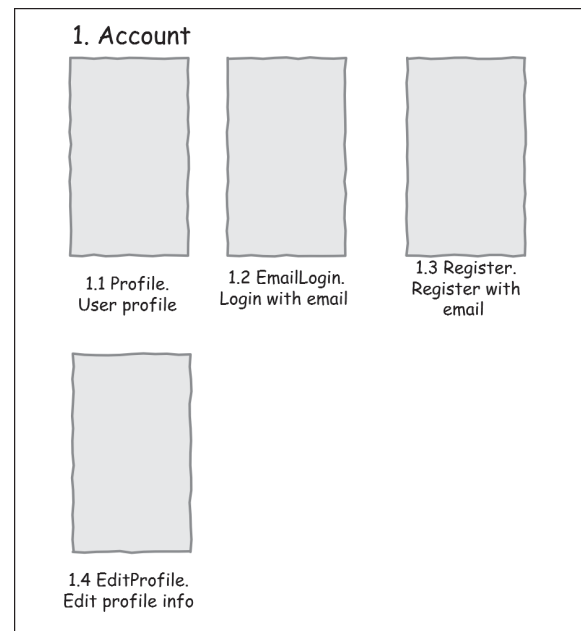 1. Account
1.1 Profile.
User profile
1.2 EmailLogin.
Login with email
1.3 Register.
Register with
email
1.4 EditProfile.
Edit profile info